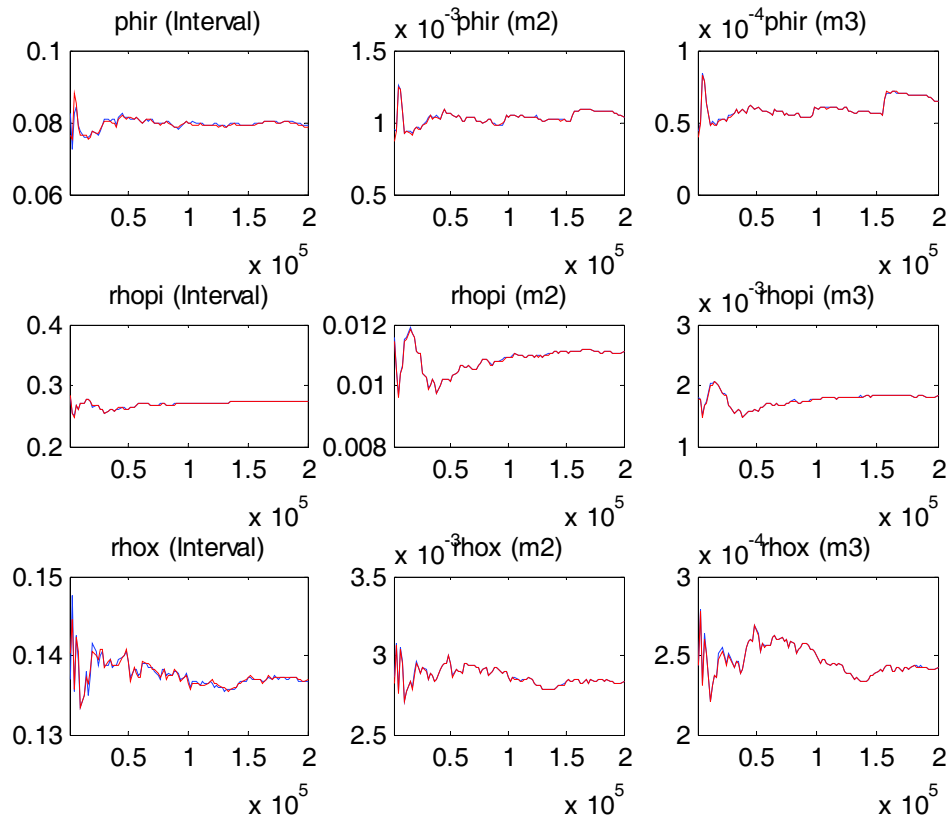 phir (Interval)
0.1
0.08
0.06
0.5 1 1.5 2
x 10^5
x 10^-3
phir (m2)
1.5
1
0.5
0.5 1 1.5 2
x 10^5
x 10^-4
phir (m3)
1
0.5
0
0.5 1 1.5 2
x 10^5
rhopi (Interval)
0.4
0.3
0.2
0.5 1 1.5 2
x 10^5
rhopi (m2)
0.012
0.01
0.008
0.5 1 1.5 2
x 10^5
x 10^-3
rhopi (m3)
3
2
1
0.5 1 1.5 2
x 10^5
rhox (Interval)
0.15
0.14
0.13
0.5 1 1.5 2
x 10^5
x 10^-3
rhox (m2)
3.5
3
2.5
0.5 1 1.5 2
x 10^5
x 10^-4
rhox (m3)
3
2.5
2
0.5 1 1.5 2
x 10^5